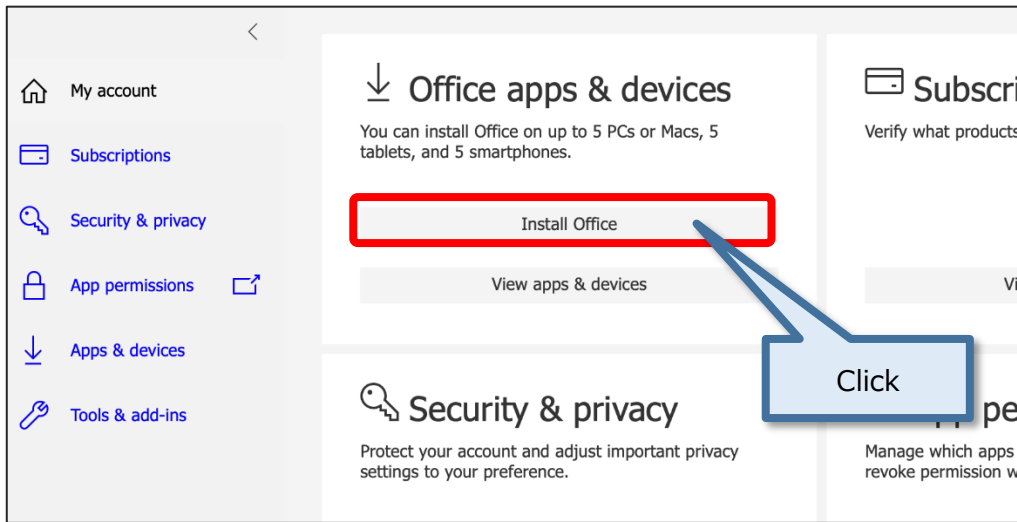 My account
Subscriptions
Security & privacy
App permissions
Apps & devices
Tools & add-ins
Office apps & devices
You can install Office on up to 5 PCs or Macs, 5
tablets, and 5 smartphones.
Install Office
View apps & devices
Click
Security & privacy
Protect your account and adjust important privacy
settings to your preference.
Verify what products
Manage which apps
revoke permission